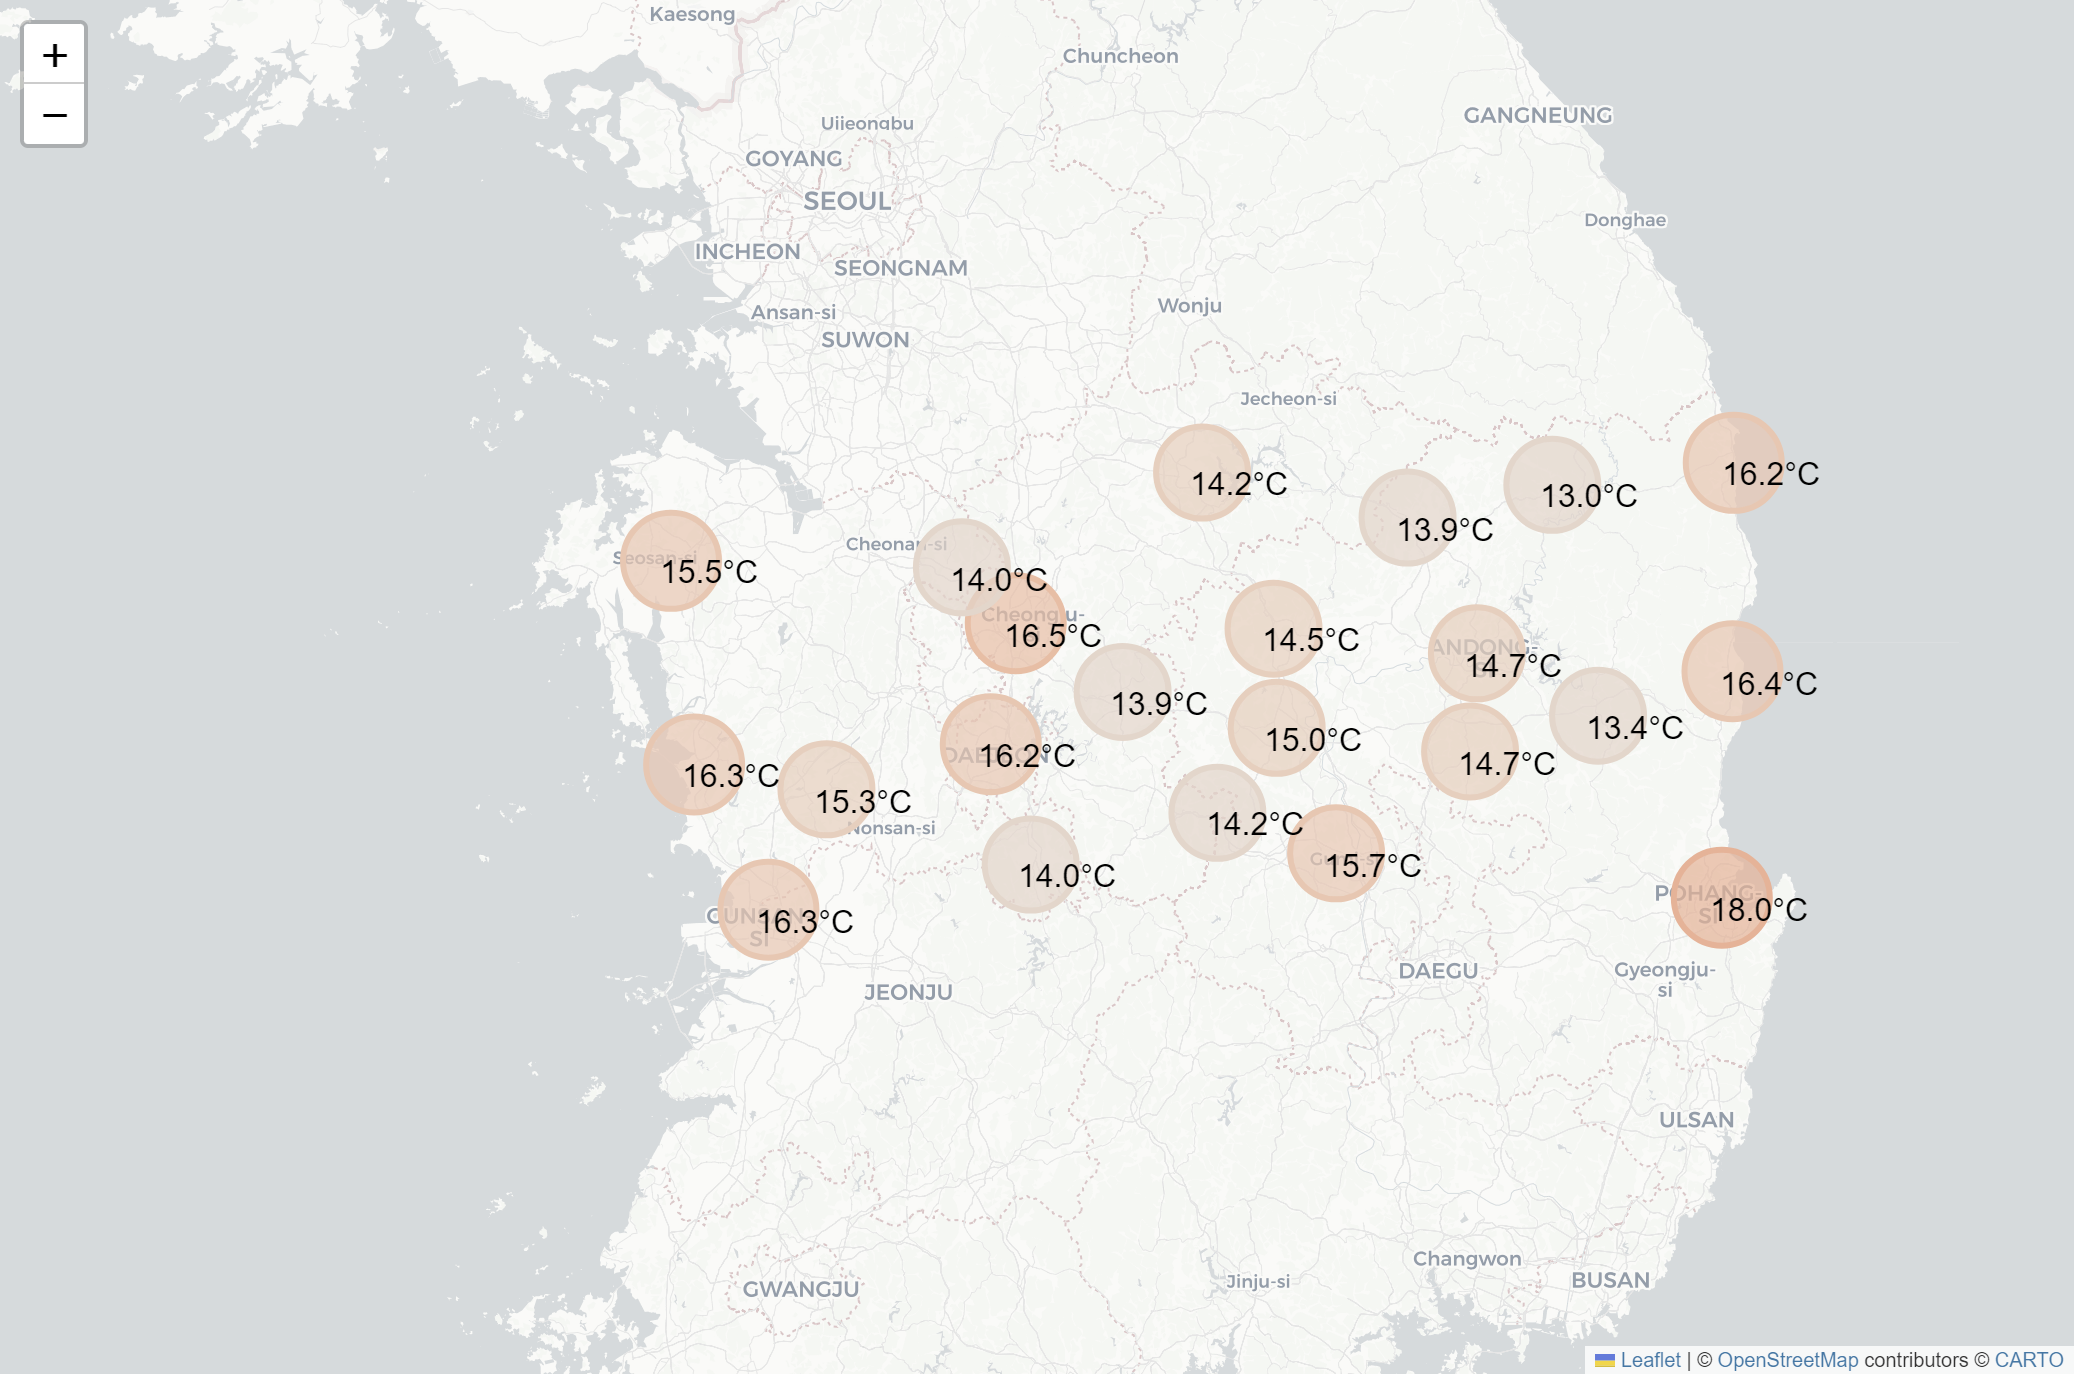 +
−
Kaesong
Chuncheon
GANGNEUNG
Uijeongbu
GOYANG
SEOUL
Donghae
INCHEON
SEONGNAM
Wonju
Ansan-si
SUWON
Jecheon-si
16.2°C
14.2°C
13.0°C
13.9°C
Cheonan-si
Seosan-si
15.5°C
14.0°C
Cheongju-
16.5°C
14.5°C
ANDONG-
14.7°C
16.4°C
13.9°C
13.4°C
15.0°C
DAEJEON
16.2°C
14.7°C
16.3°C
15.3°C
Nonsan-si
14.2°C
15.7°C
14.0°C
POHANG-
SI
18.0°C
GUNSAN-
SI
16.3°C
DAEGU
Gyeongju-
si
JEONJU
ULSAN
Changwon
BUSAN
Jinju-si
GWANGJU
Leaflet | © OpenStreetMap contributors © CARTO